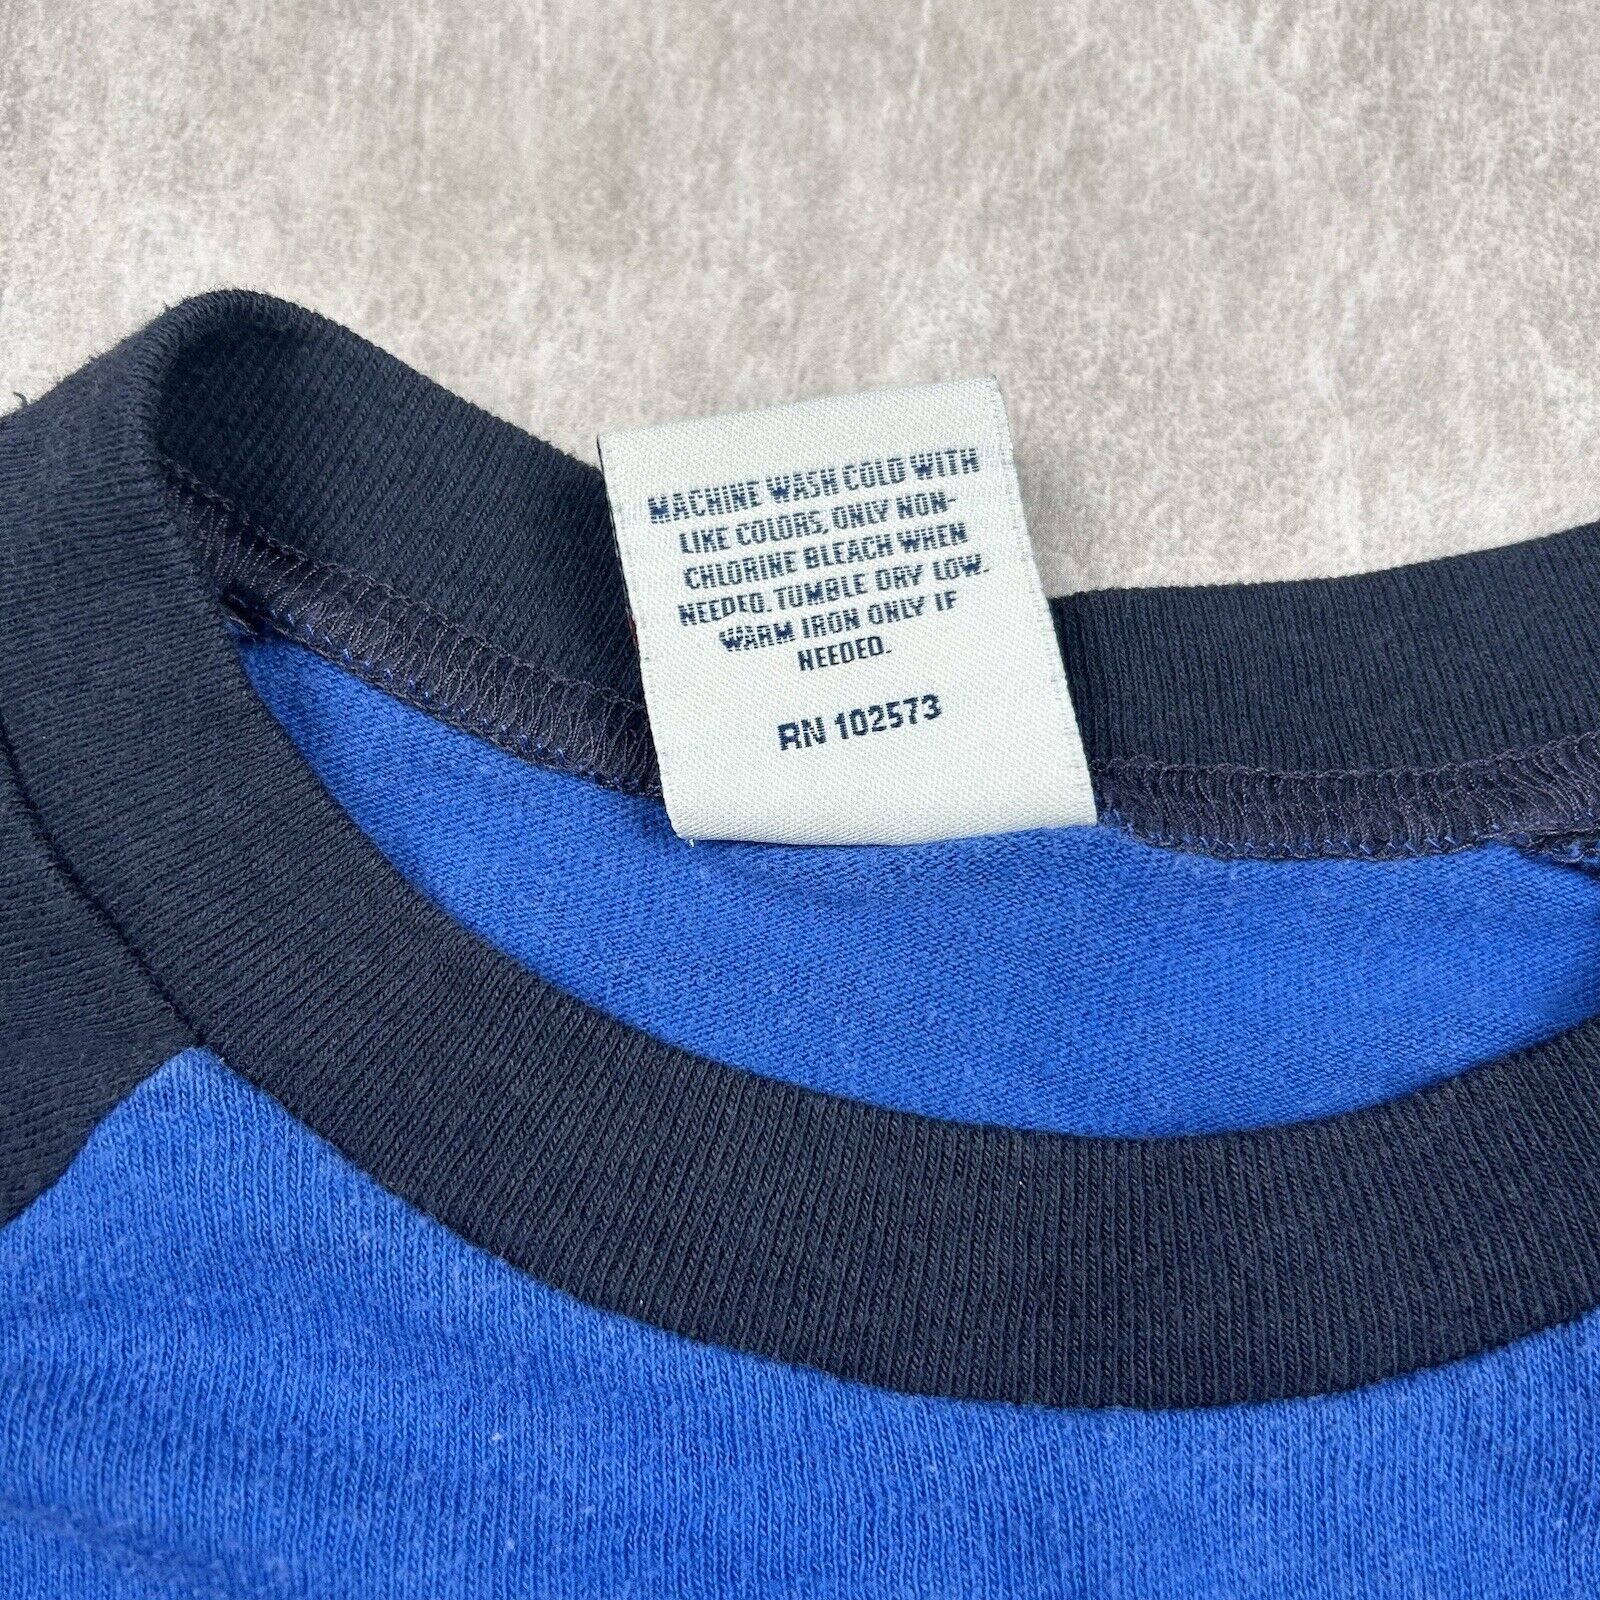 MACHINE WASH COLD WITH
LIKE COLORS, ONLY NON-
CHLORINE BLEACH WHEN
NEEDED. TUMBLE DRY LOW.
WARM IRON ONLY IF
NEEDED.
RN 102573